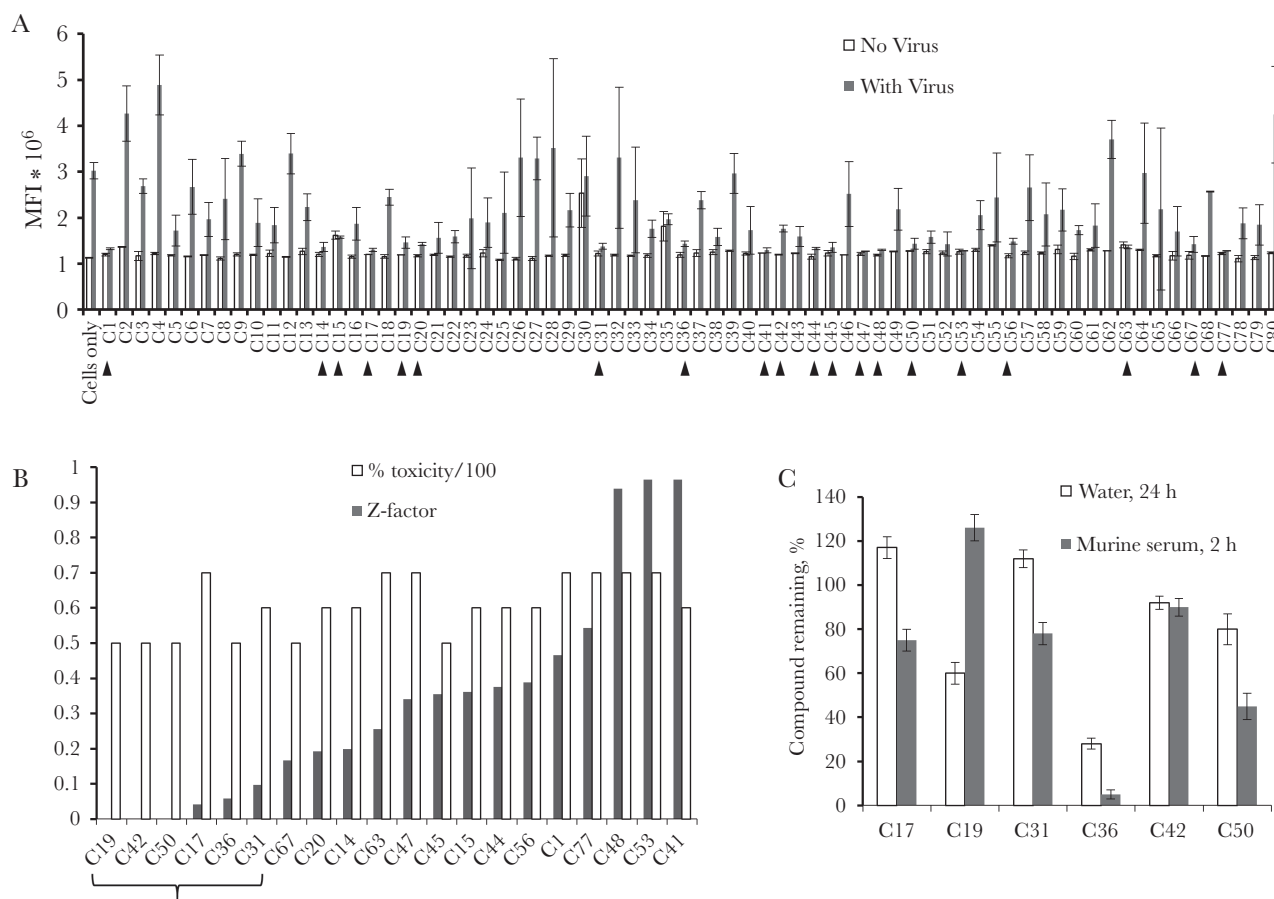 A
6
5
4
3
2
1
0
MFI * 10⁶
No Virus
With Virus
Cells only C1 C2 C3 C4 C5 C6 C7 C8 C9 C10 C11 C12 C13 C14 C15 C16 C17 C18 C19 C20 C21 C22 C23 C24 C25 C26 C27 C28 C29 C30 C31 C32 C33 C34 C35 C36 C37 C38 C39 C40 C41 C42 C43 C44 C45 C46 C47 C48 C49 C50 C51 C52 C53 C54 C55 C56 C57 C58 C59 C60 C61 C62 C63 C64 C65 C66 C67 C68 C77 C78 C79 C80
B
1
0.9
0.8
0.7
0.6
0.5
0.4
0.3
0.2
0.1
0
% toxicity/100
Z-factor
C19 C42 C50 C17 C36 C31 C67 C20 C14 C63 C47 C45 C15 C44 C56 C1 C77 C48 C53 C41
C
140
120
100
80
60
40
20
0
Compound remaining, %
Water, 24 h
Murine serum, 2 h
C17 C19 C31 C36 C42 C50